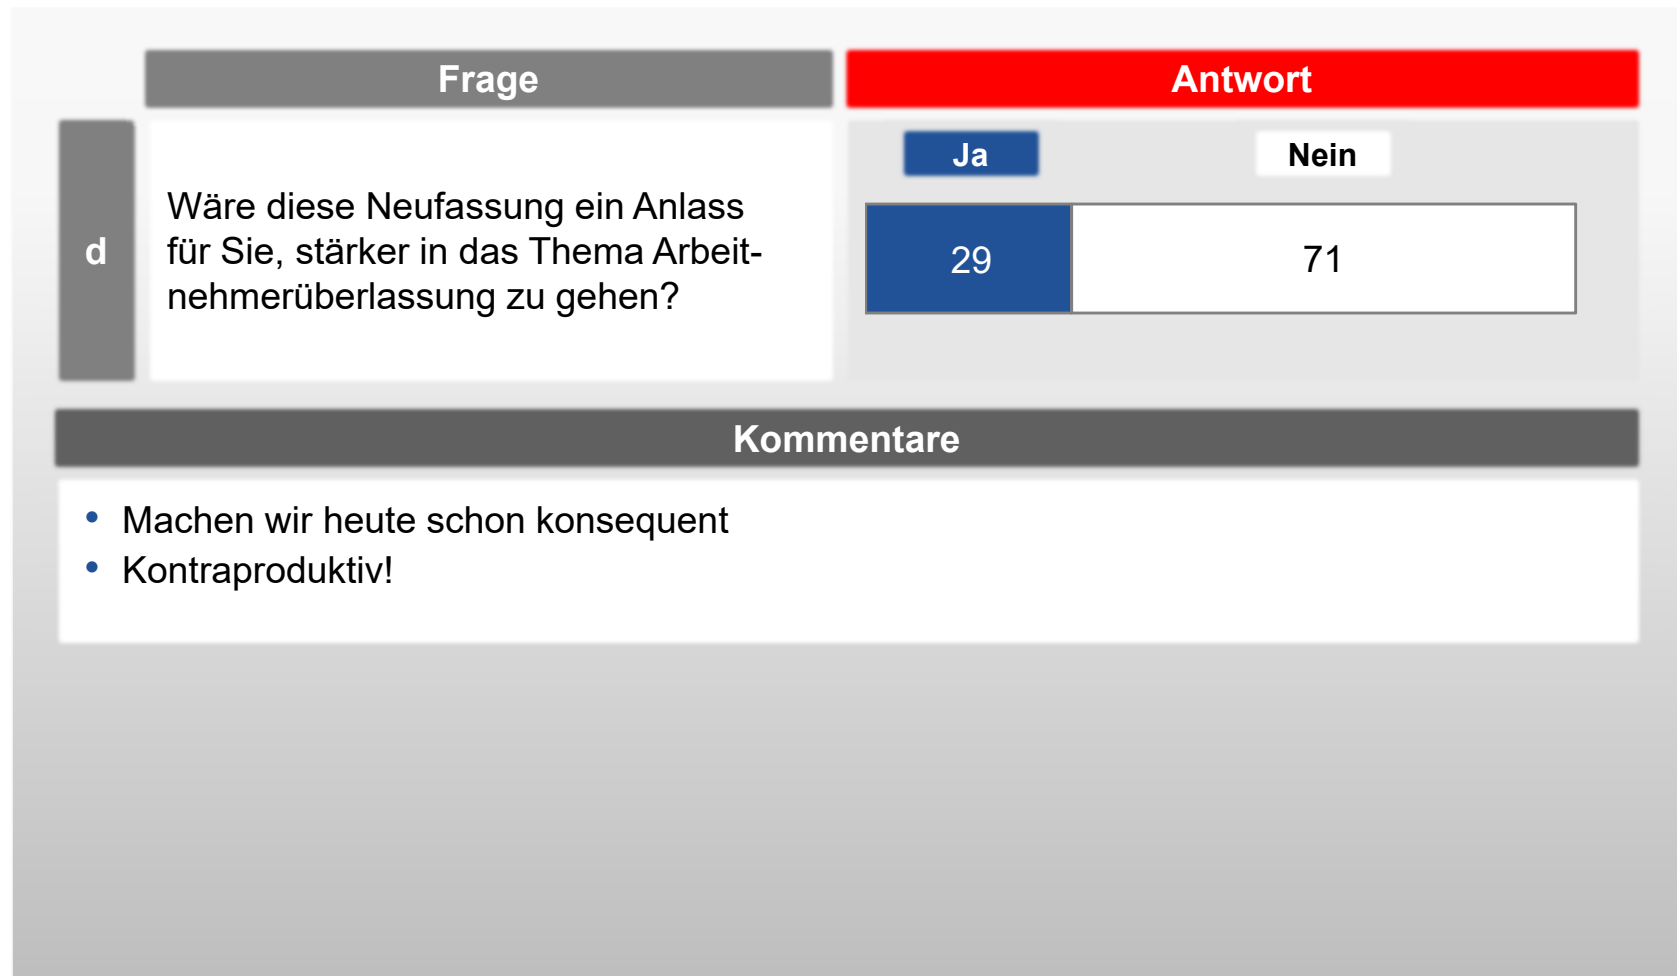 Frage
Antwort
d
Wäre diese Neufassung ein Anlass
für Sie, stärker in das Thema Arbeit-
nehmerüberlassung zu gehen?
Ja
Nein
29
71
Kommentare
• Machen wir heute schon konsequent
• Kontraproduktiv!